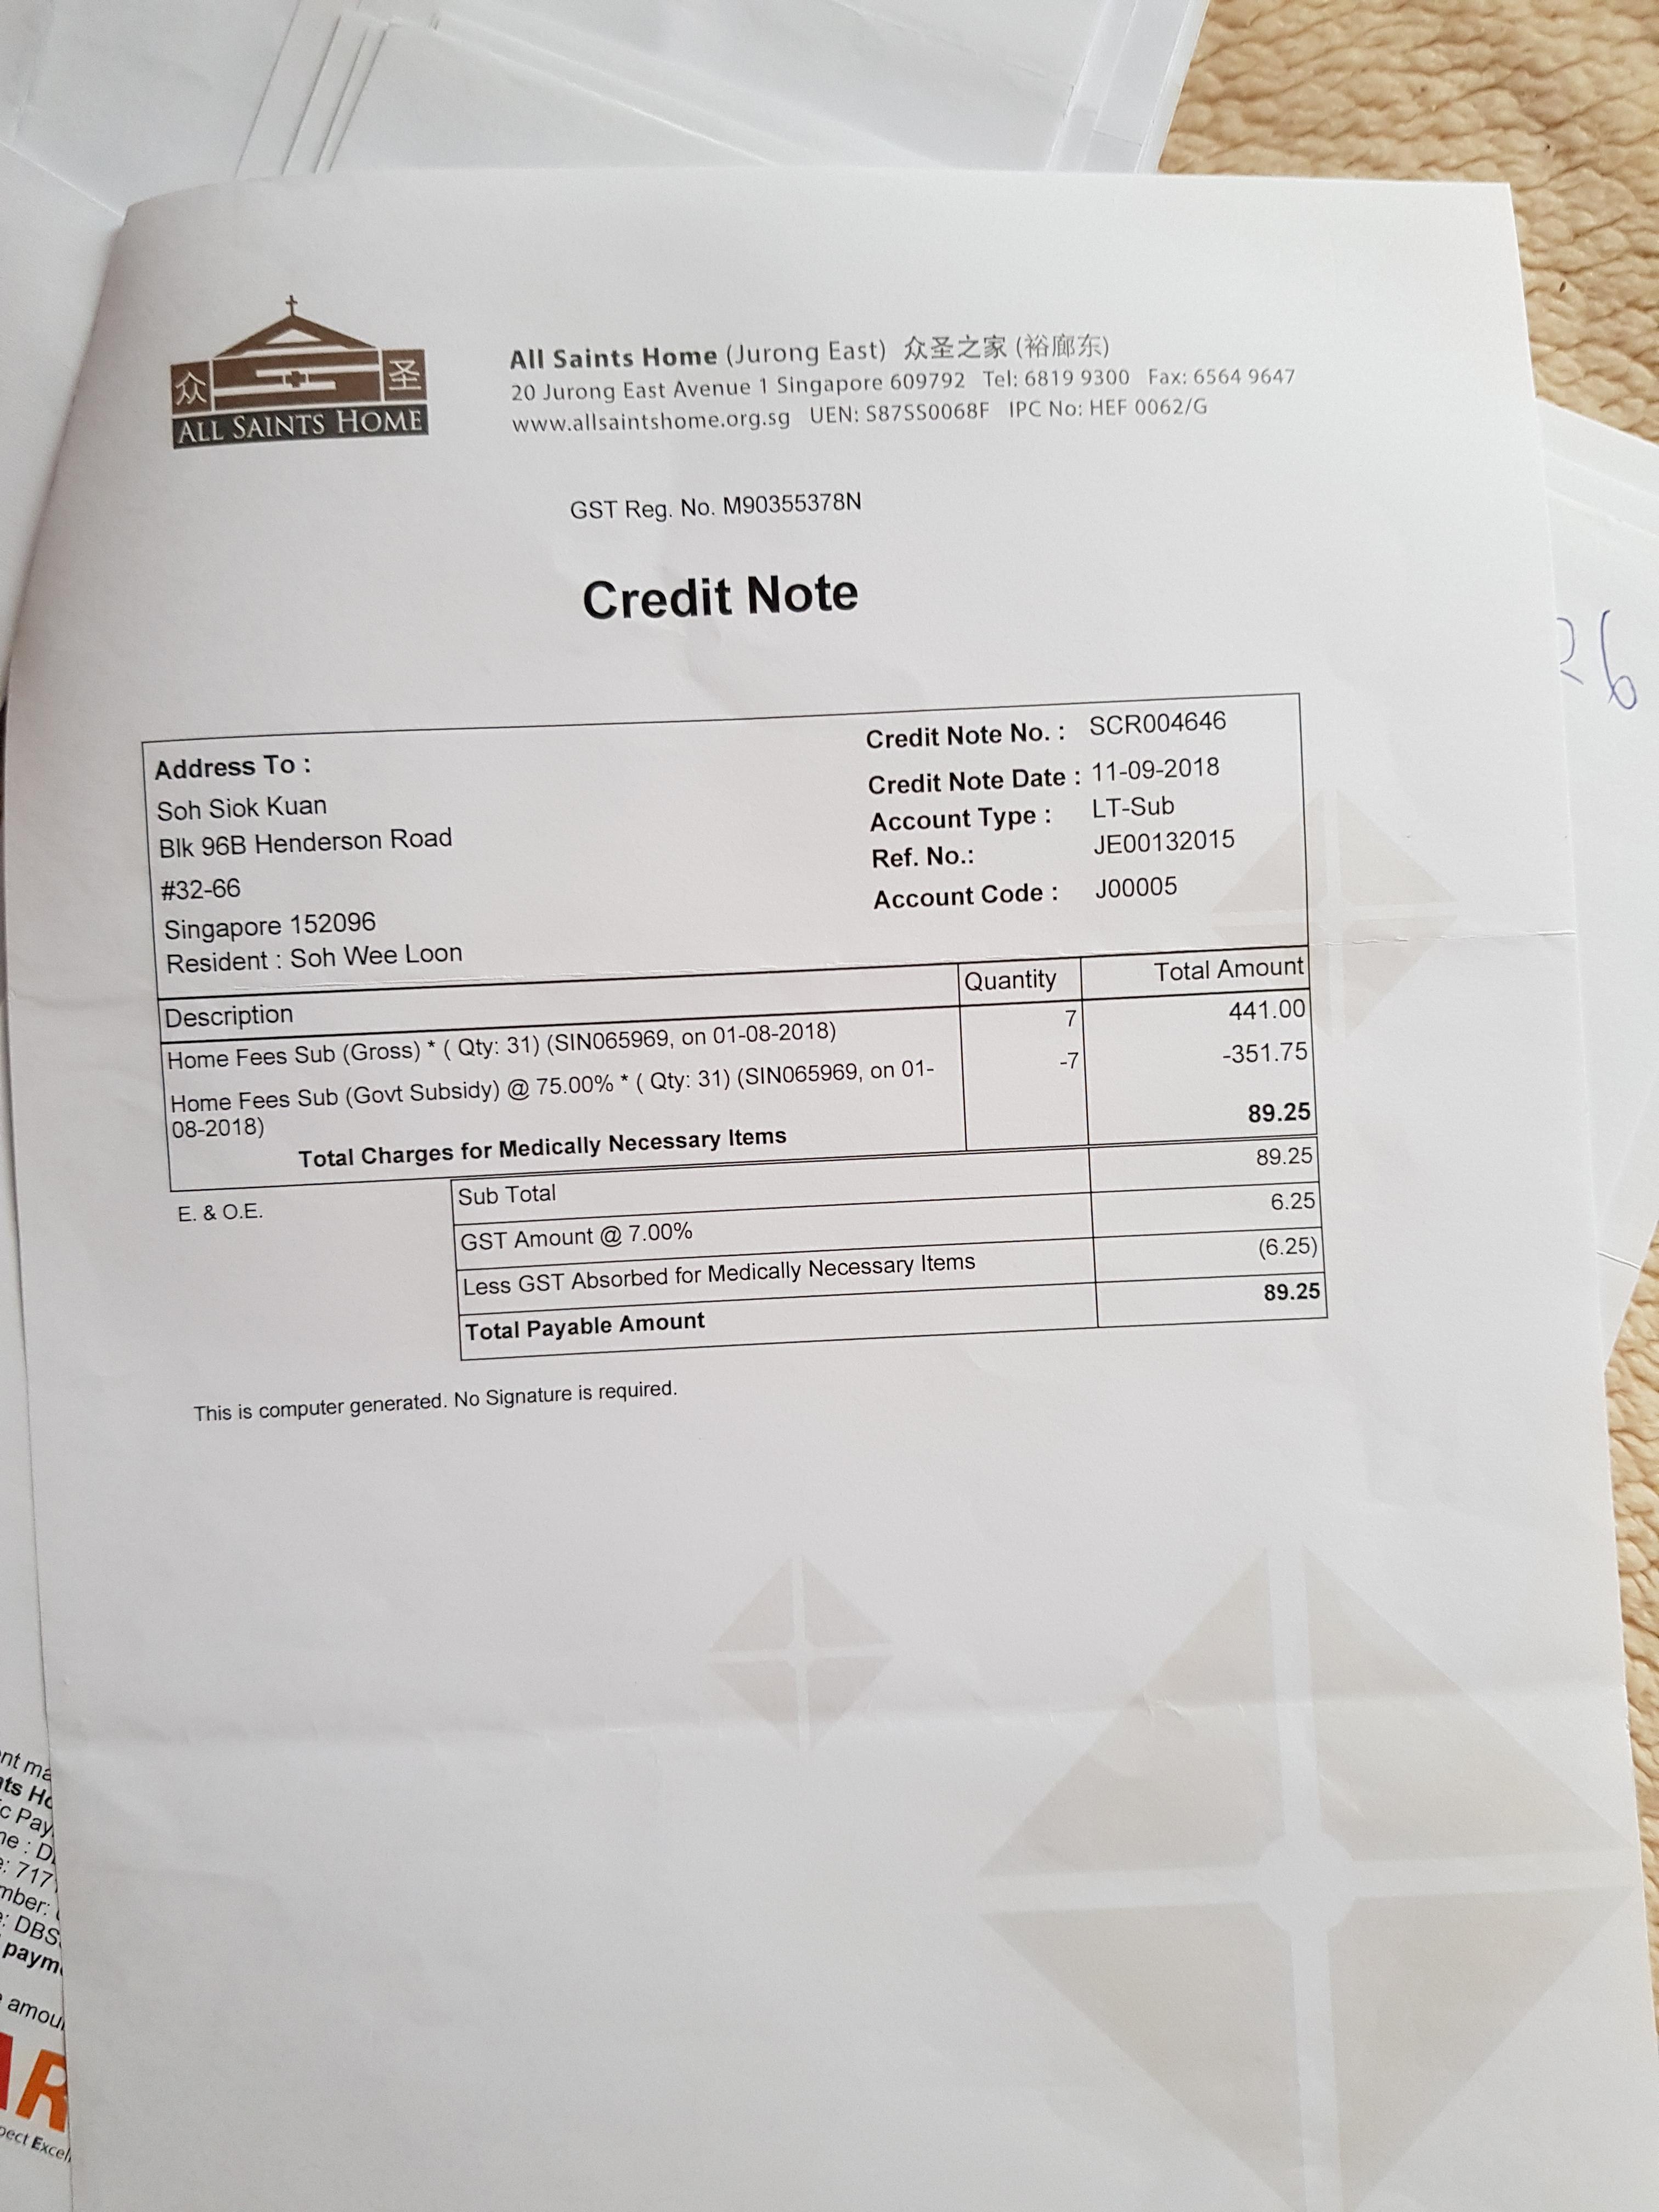 众 圣
ALL SAINTS HOME
All Saints Home (Jurong East) 众圣之家 (裕廊东)
20 Jurong East Avenue 1 Singapore 609792 Tel: 6819 9300 Fax: 6564 9647
www.allsaintshome.org.sg UEN: S87SS0068F IPC No: HEF 0062/G
GST Reg. No. M90355378N
Credit Note
26
Address To :
Soh Siok Kuan
Blk 96B Henderson Road
#32-66
Singapore 152096
Resident : Soh Wee Loon
Credit Note No. : SCR004646
Credit Note Date : 11-09-2018
Account Type : LT-Sub
Ref. No.: JE00132015
Account Code : J00005
Description Quantity Total Amount
Home Fees Sub (Gross) * ( Qty: 31) (SIN065969, on 01-08-2018) 7 441.00
Home Fees Sub (Govt Subsidy) @ 75.00% * ( Qty: 31) (SIN065969, on 01- -7 -351.75
08-2018)
Total Charges for Medically Necessary Items 89.25
Sub Total 89.25
E. & O.E.
GST Amount @ 7.00% 6.25
Less GST Absorbed for Medically Necessary Items (6.25)
Total Payable Amount 89.25
This is computer generated. No Signature is required.
nt ma
ts Ho
c Pay
ne : D
: 717
mber:
: DBS
paym
amou
AR
pect Excel